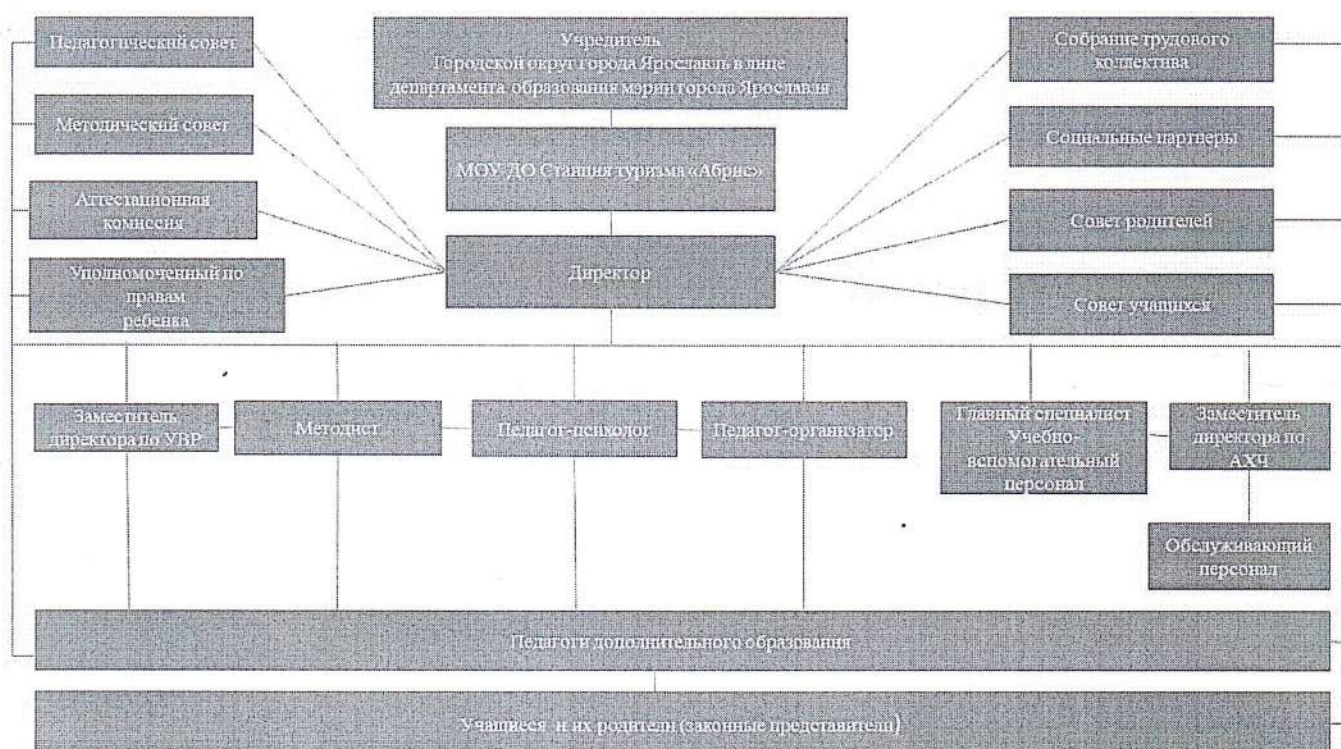 Педагогический совет
Учредитель
Городской округ города Ярославль в лице
департамента образования мэрии города Ярославля
Собрание трудового
коллектива
Методический совет
МОУ ДО Станция туризма «Абрис»
Социальные партнеры
Аттестационная
комиссия
Совет родителей
Уполномоченный по
правам
ребенка
Директор
Совет учащихся
Заместитель
директора по УВР
Методист
Педагог-психолог
Педагог-организатор
Главный специалист
Учебно-
вспомогательный
персонал
Заместитель
директора по
АХЧ
Обслуживающий
персонал
Педагоги дополнительного образования
Учащиеся и их родители (законные представители)